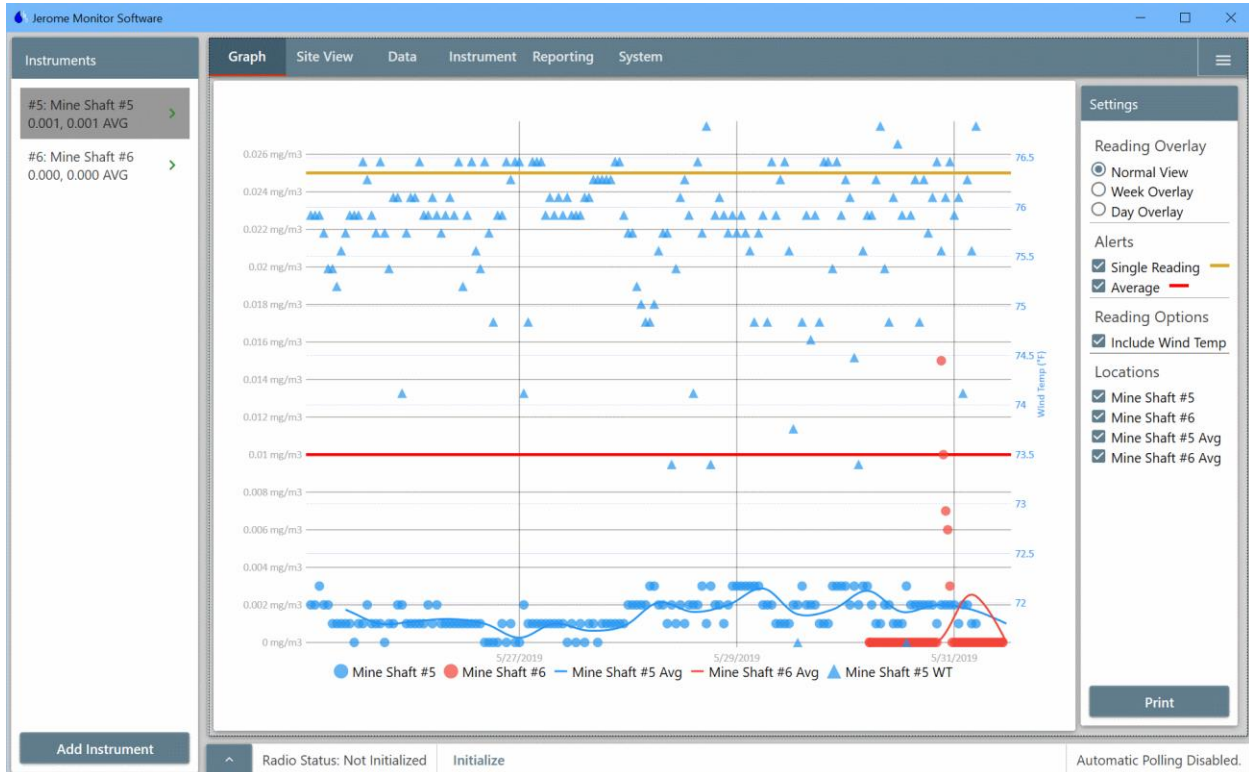 Jerome Monitor Software
Instruments
#5: Mine Shaft #5
0.001, 0.001 AVG
#6: Mine Shaft #6
0.000, 0.000 AVG
Add Instrument
Graph Site View Data Instrument Reporting System
0.026 mg/m3
0.024 mg/m3
0.022 mg/m3
0.02 mg/m3
0.018 mg/m3
0.016 mg/m3
0.014 mg/m3
0.012 mg/m3
0.01 mg/m3
0.008 mg/m3
0.006 mg/m3
0.004 mg/m3
0.002 mg/m3
0 mg/m3
76.5
76
75.5
75
74.5
74
73.5
73
72.5
72
Wind Temp (°F)
5/27/2019 5/29/2019 5/31/2019
Mine Shaft #5 Mine Shaft #6 Mine Shaft #5 Avg Mine Shaft #6 Avg Mine Shaft #5 WT
Settings
Reading Overlay
Normal View
Week Overlay
Day Overlay
Alerts
Single Reading
Average
Reading Options
Include Wind Temp
Locations
Mine Shaft #5
Mine Shaft #6
Mine Shaft #5 Avg
Mine Shaft #6 Avg
Print
Radio Status: Not Initialized Initialize Automatic Polling Disabled.